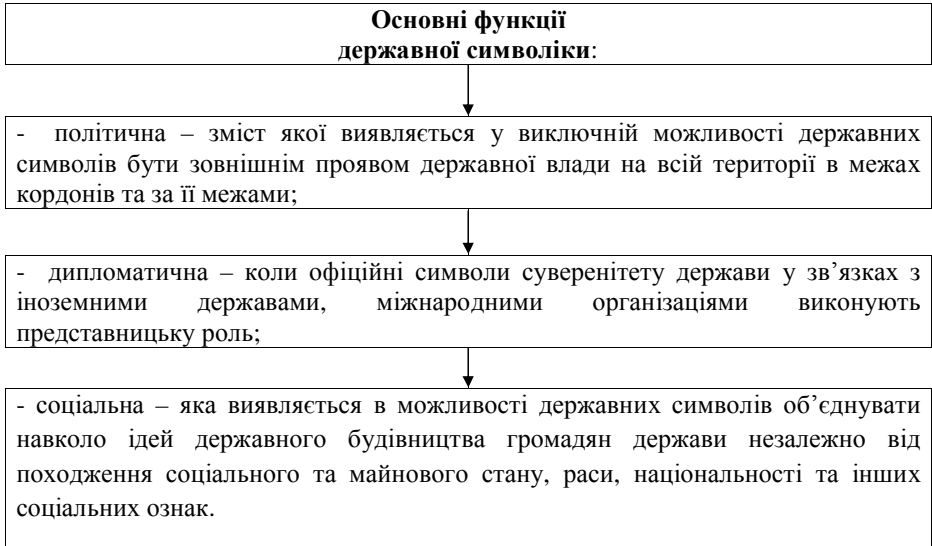 Основні функції
державної символіки:
- політична – зміст якої виявляється у виключній можливості державних
символів бути зовнішнім проявом державної влади на всій території в межах
кордонів та за її межами;
- дипломатична – коли офіційні символи суверенітету держави у зв’язках з
іноземними державами, міжнародними організаціями виконують
представницьку роль;
- соціальна – яка виявляється в можливості державних символів об’єднувати
навколо ідей державного будівництва громадян держави незалежно від
походження соціального та майнового стану, раси, національності та інших
соціальних ознак.